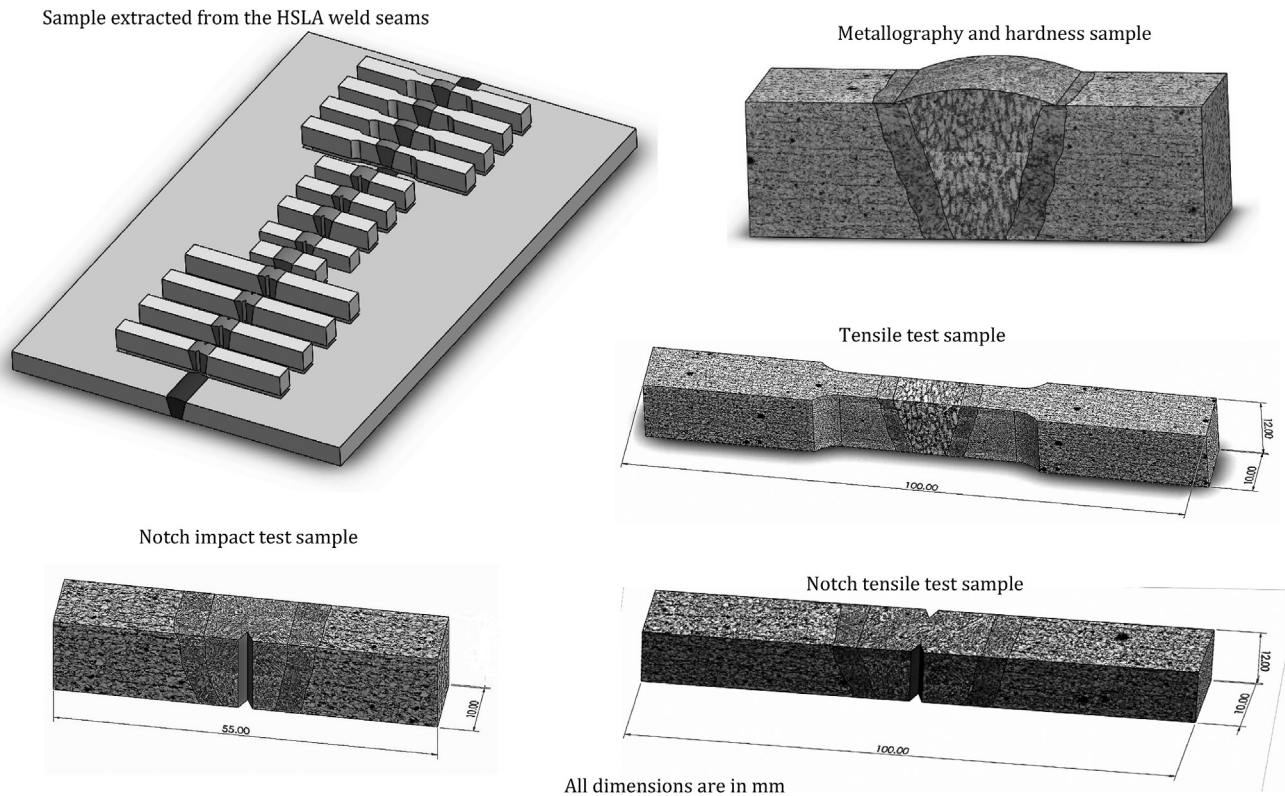 Sample extracted from the HSLA weld seams
Metallography and hardness sample
Tensile test sample
12.00
10.00
100.00
Notch impact test sample
10.00
55.00
Notch tensile test sample
12.00
10.00
100.00
All dimensions are in mm